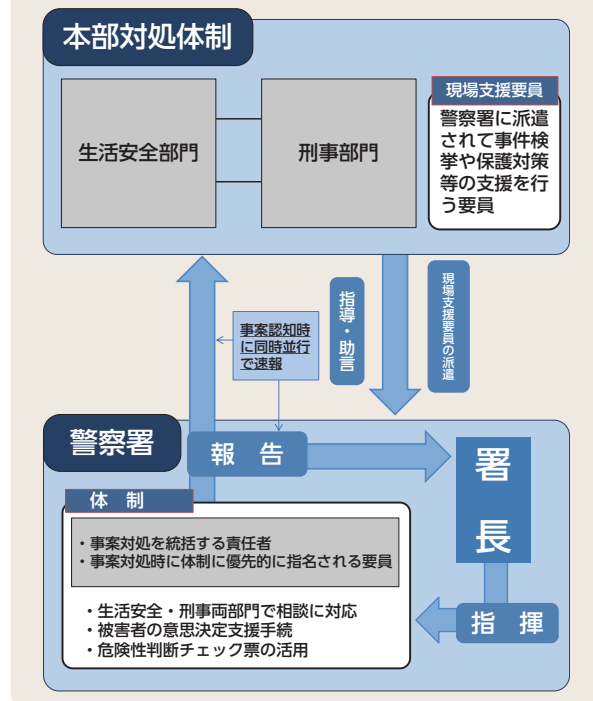 本部対処体制
生活安全部門
刑事部門
現場支援要員
警察署に派遣
されて事件検
挙や保護対策
等の支援を行
う要員
事案認知時
に同時並行
で速報
指導・助言
現場支援要員の派遣
警察署
報 告
署長
体 制
・事案対処を統括する責任者
・事案対処時に体制に優先的に指名される要員
・生活安全・刑事両部門で相談に対応
・被害者の意思決定支援手続
・危険性判断チェック票の活用
指 揮